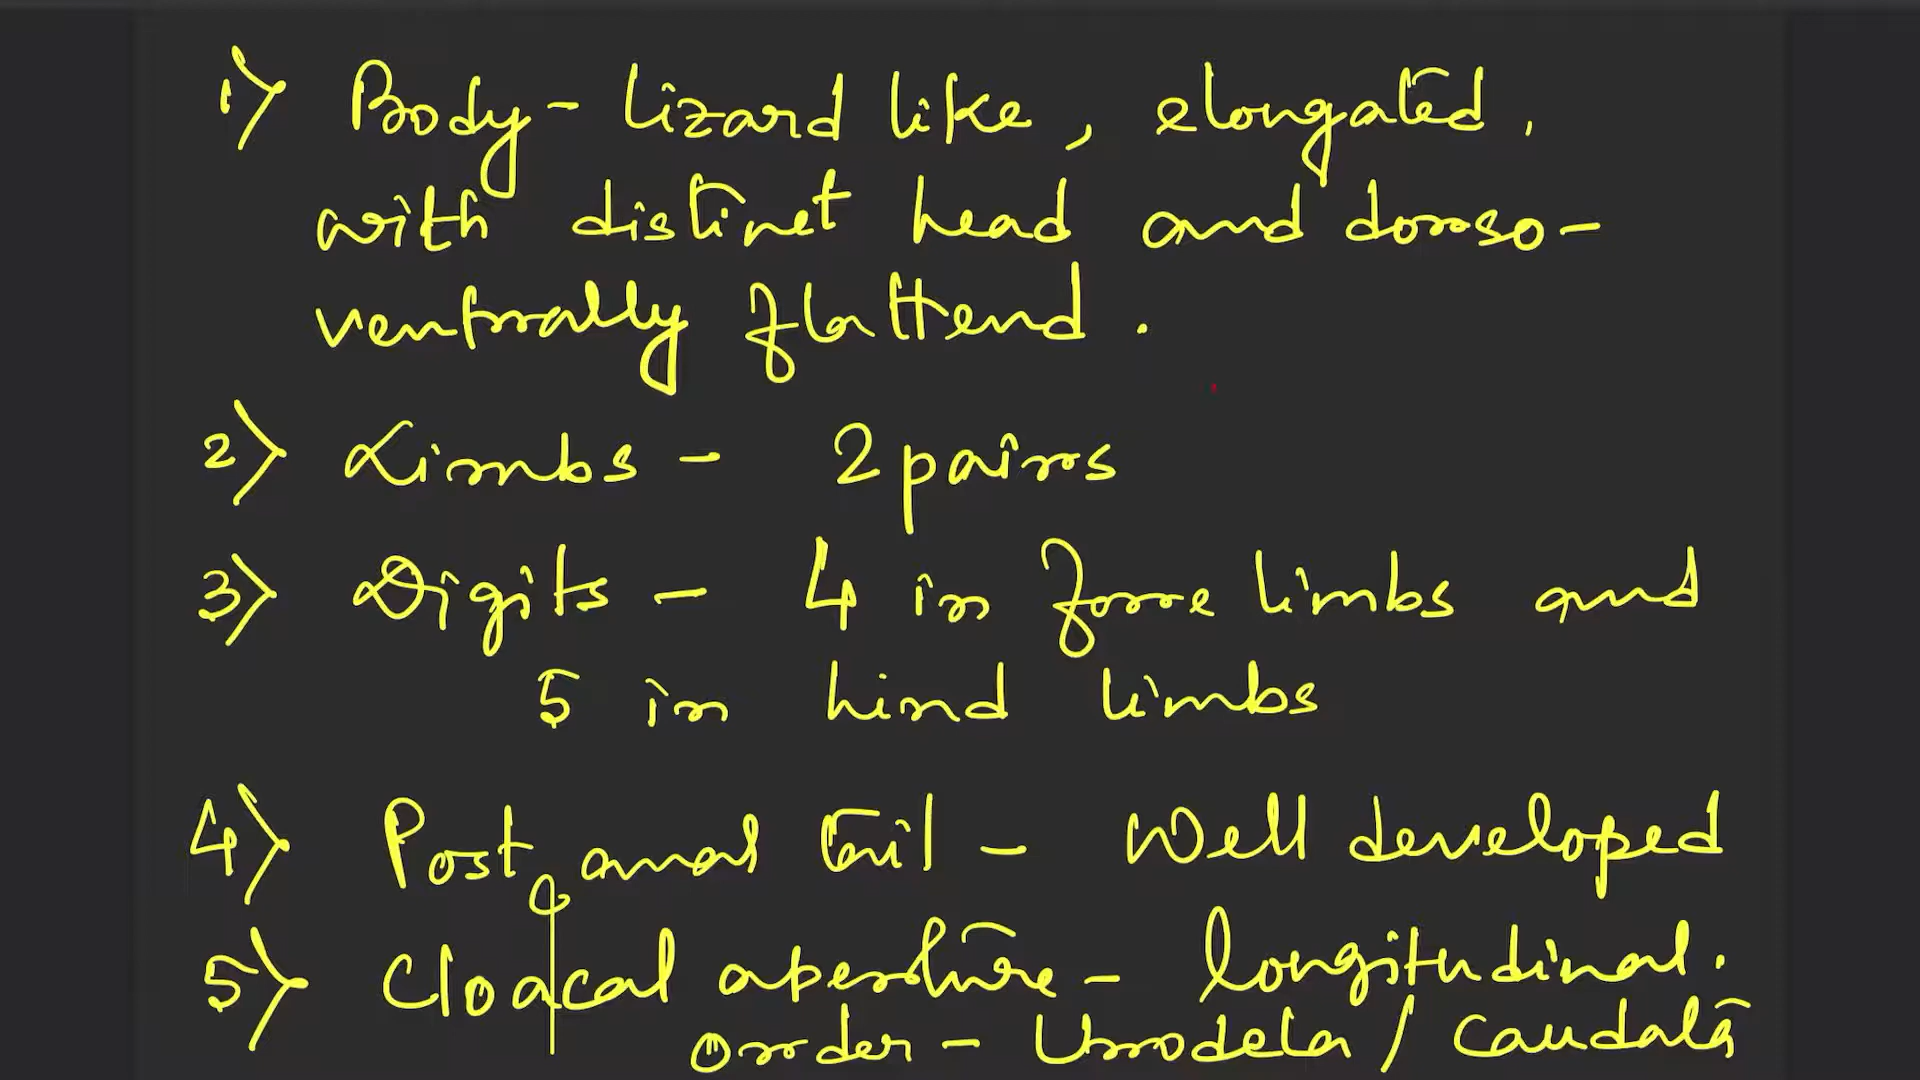 1) Body - lizard like, elongated,
with distinct head and dorso-
ventrally flattend.
2) Limbs - 2 pairs
3) Digits - 4 in fore limbs and
5 in hind limbs
4) Post anal tail - Well developed
5) Cloacal aperture - longitudinal.
order - Urodela / Caudata